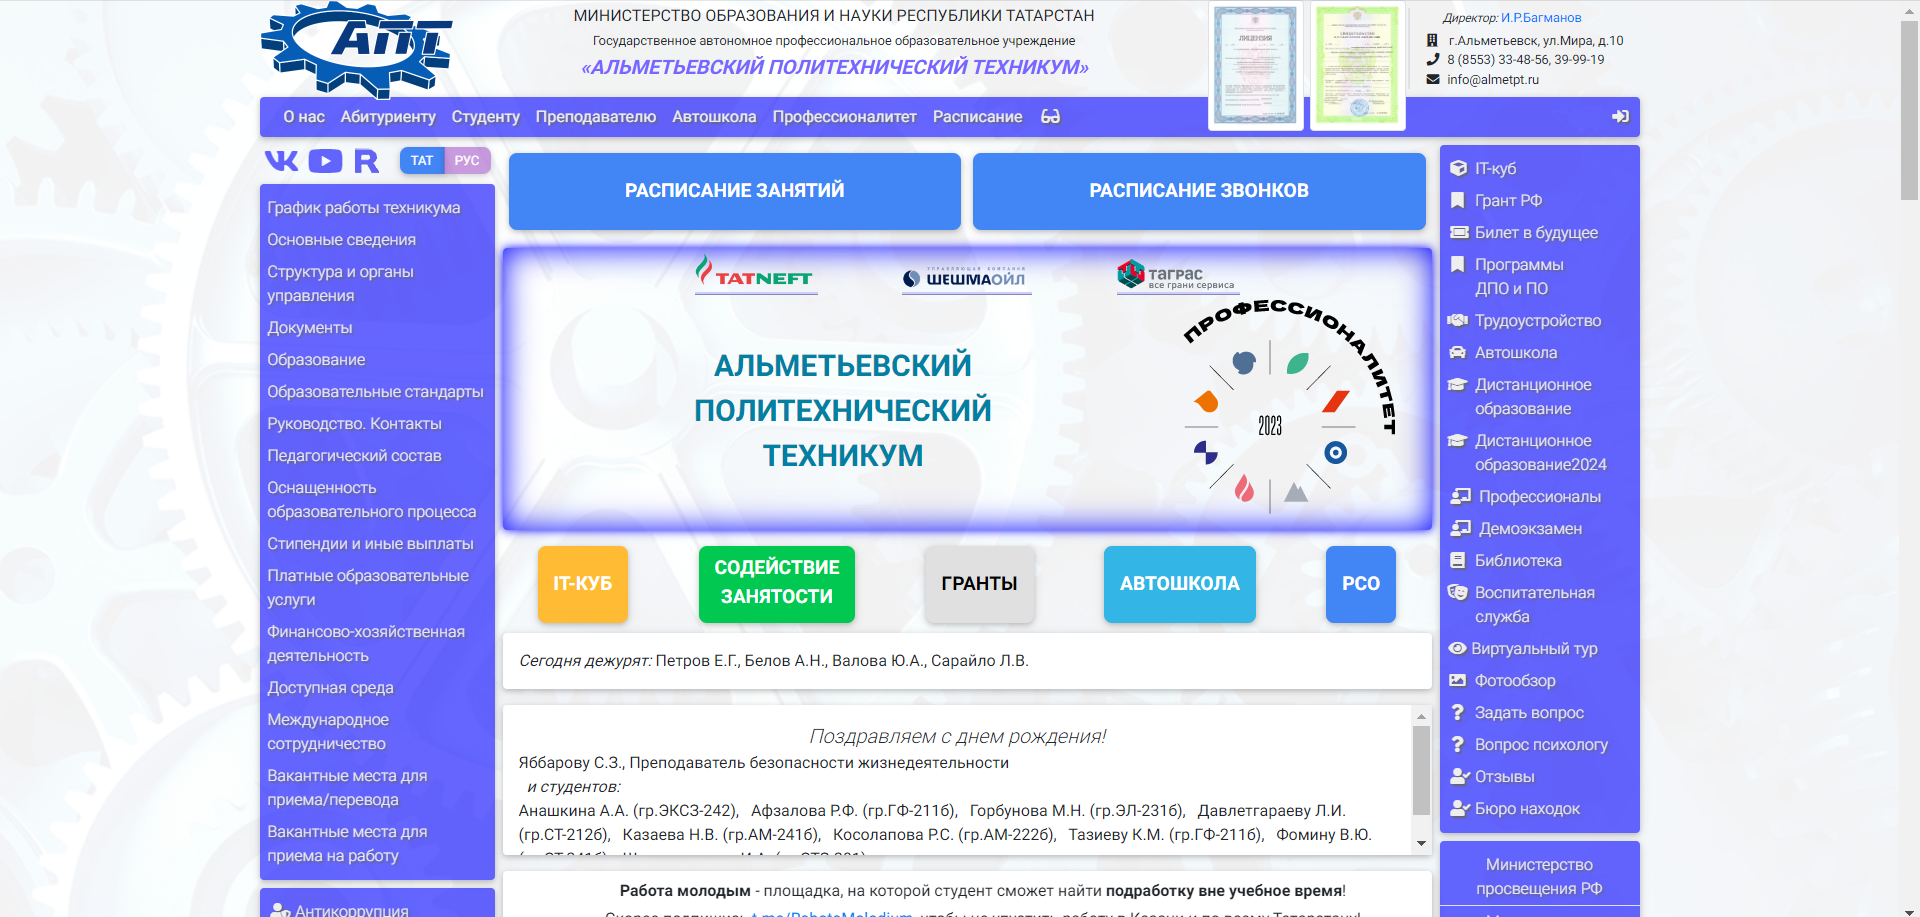 АПТ
МИНИСТЕРСТВО ОБРАЗОВАНИЯ И НАУКИ РЕСПУБЛИКИ ТАТАРСТАН
Государственное автономное профессиональное образовательное учреждение
«АЛЬМЕТЬЕВСКИЙ ПОЛИТЕХНИЧЕСКИЙ ТЕХНИКУМ»
ЛИЦЕНЗИЯ
Директор: И.Р.Багманов
г.Альметьевск, ул.Мира, д.10
8 (8553) 33-48-56, 39-99-19
info@almetpt.ru
О нас Абитуриенту Студенту Преподавателю Автошкола Профессионалитет Расписание
ТАТ РУС
График работы техникума
Основные сведения
Структура и органы
управления
Документы
Образование
Образовательные стандарты
Руководство. Контакты
Педагогический состав
Оснащенность
образовательного процесса
Стипендии и иные выплаты
Платные образовательные
услуги
Финансово-хозяйственная
деятельность
Доступная среда
Международное
сотрудничество
Вакантные места для
приема/перевода
Вакантные места для
приема на работу
Антикоррупция
РАСПИСАНИЕ ЗАНЯТИЙ
РАСПИСАНИЕ ЗВОНКОВ
TATNEFT
УПРАВЛЯЮЩАЯ КОМПАНИЯ
ШЕШМАОЙЛ
ТАГРАС
все грани сервиса
АЛЬМЕТЬЕВСКИЙ
ПОЛИТЕХНИЧЕСКИЙ
ТЕХНИКУМ
ПРОФЕССИОНАЛИТЕТ
2023
IT-КУБ
СОДЕЙСТВИЕ
ЗАНЯТОСТИ
ГРАНТЫ
АВТОШКОЛА
РСО
Сегодня дежурят: Петров Е.Г., Белов А.Н., Валова Ю.А., Сарайло Л.В.
Поздравляем с днем рождения!
Яббарову С.З., Преподаватель безопасности жизнедеятельности
и студентов:
Анашкина А.А. (гр.ЭКСЗ-242), Афзалова Р.Ф. (гр.ГФ-211б), Горбунова М.Н. (гр.ЭЛ-231б), Давлетгараеву Л.И.
(гр.СТ-212б), Казаева Н.В. (гр.АМ-241б), Косолапова Р.С. (гр.АМ-222б), Тазиеву К.М. (гр.ГФ-211б), Фомину В.Ю.
Работа молодым - площадка, на которой студент сможет найти подработку вне учебное время!
IT-куб
Грант РФ
Билет в будущее
Программы
ДПО и ПО
Трудоустройство
Автошкола
Дистанционное
образование
Дистанционное
образование2024
Профессионалы
Демоэкзамен
Библиотека
Воспитательная
служба
Виртуальный тур
Фотообзор
Задать вопрос
Вопрос психологу
Отзывы
Бюро находок
Министерство
просвещения РФ